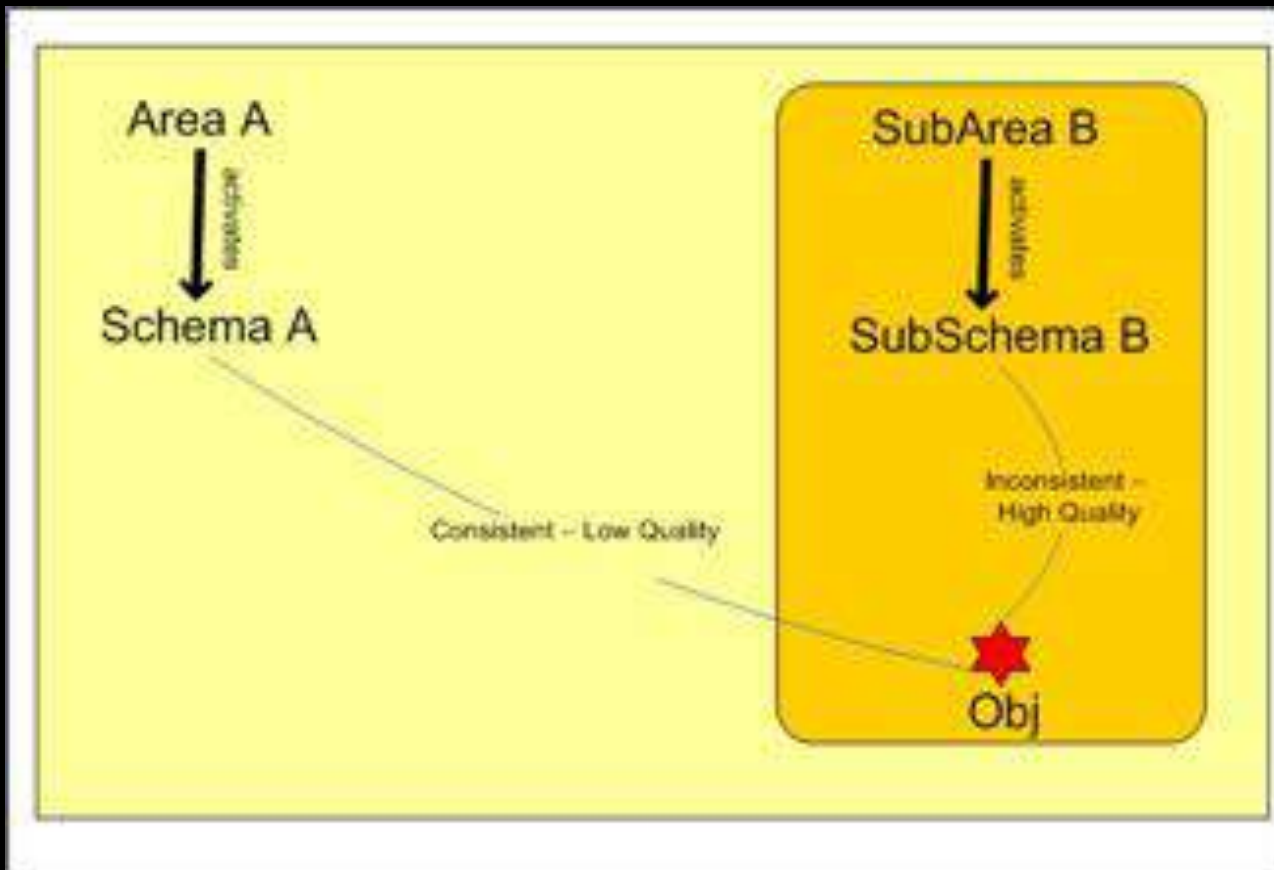 Area A
activates
Schema A
Consistent – Low Quality
SubArea B
activates
SubSchema B
Inconsistent –
High Quality
Obj